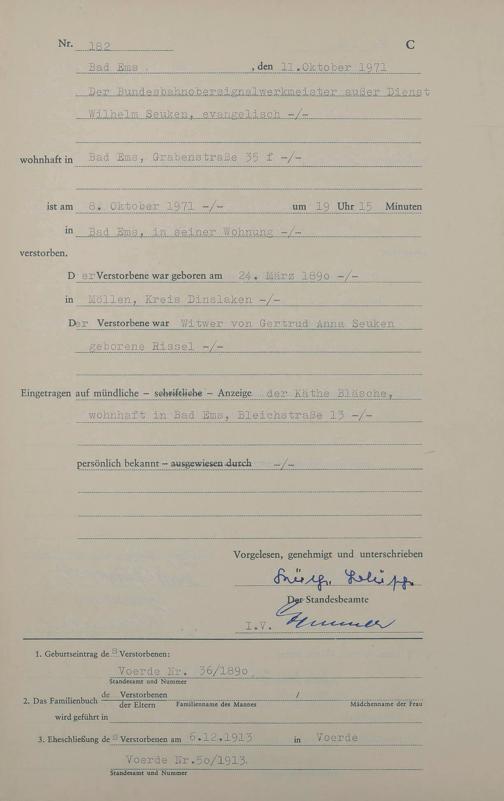 Nr. 182 C
Bad Ems , den 11.Oktober 1971
Der Bundesbahnobersignalwerkmeister außer Dienst
Wilhelm Seuken, evangelisch -/-
wohnhaft in Bad Ems, Grabenstraße 35 f -/-
ist am 8. Oktober 1971 -/- um 19 Uhr 15 Minuten
in Bad Ems, in seiner Wohnung -/-
verstorben.
Der Verstorbene war geboren am 24. März 1890 -/-
in Möllen, Kreis Dinslaken -/-
Der Verstorbene war Witwer von Gertrud Anna Seuken
geborene Rissel -/-
Eingetragen auf mündliche – schriftliche – Anzeige der Käthe Bläsche,
wohnhaft in Bad Ems, Bleichstraße 13 -/-
persönlich bekannt – ausgewiesen durch -/-
Vorgelesen, genehmigt und unterschrieben
Der Standesbeamte
I.V.
1. Geburtseintrag des Verstorbenen:
Voerde Nr. 36/1890
Standesamt und Nummer
2. Das Familienbuch de Verstorbenen /
der Eltern Familienname des Mannes Mädchenname der Frau
wird geführt in
3. Eheschließung des Verstorbenen am 6.12.1913 in Voerde
Voerde Nr.50/1913.
Standesamt und Nummer